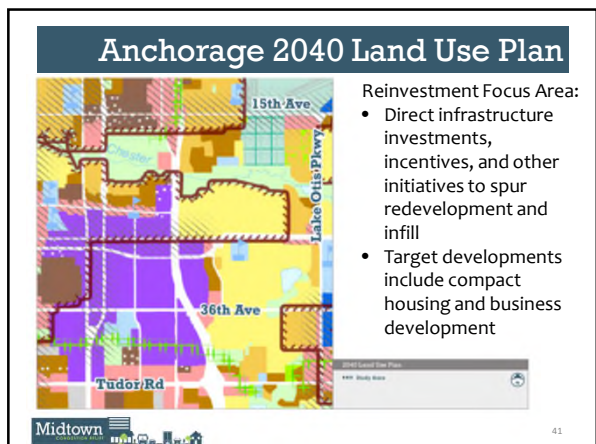 Anchorage 2040 Land Use Plan
15th Ave
Chester
Lake Otis Pkwy
36th Ave
Tudor Rd
Reinvestment Focus Area:
• Direct infrastructure
investments,
incentives, and other
initiatives to spur
redevelopment and
infill
• Target developments
include compact
housing and business
development
2040 Land Use Plan
Study Area
Midtown
41